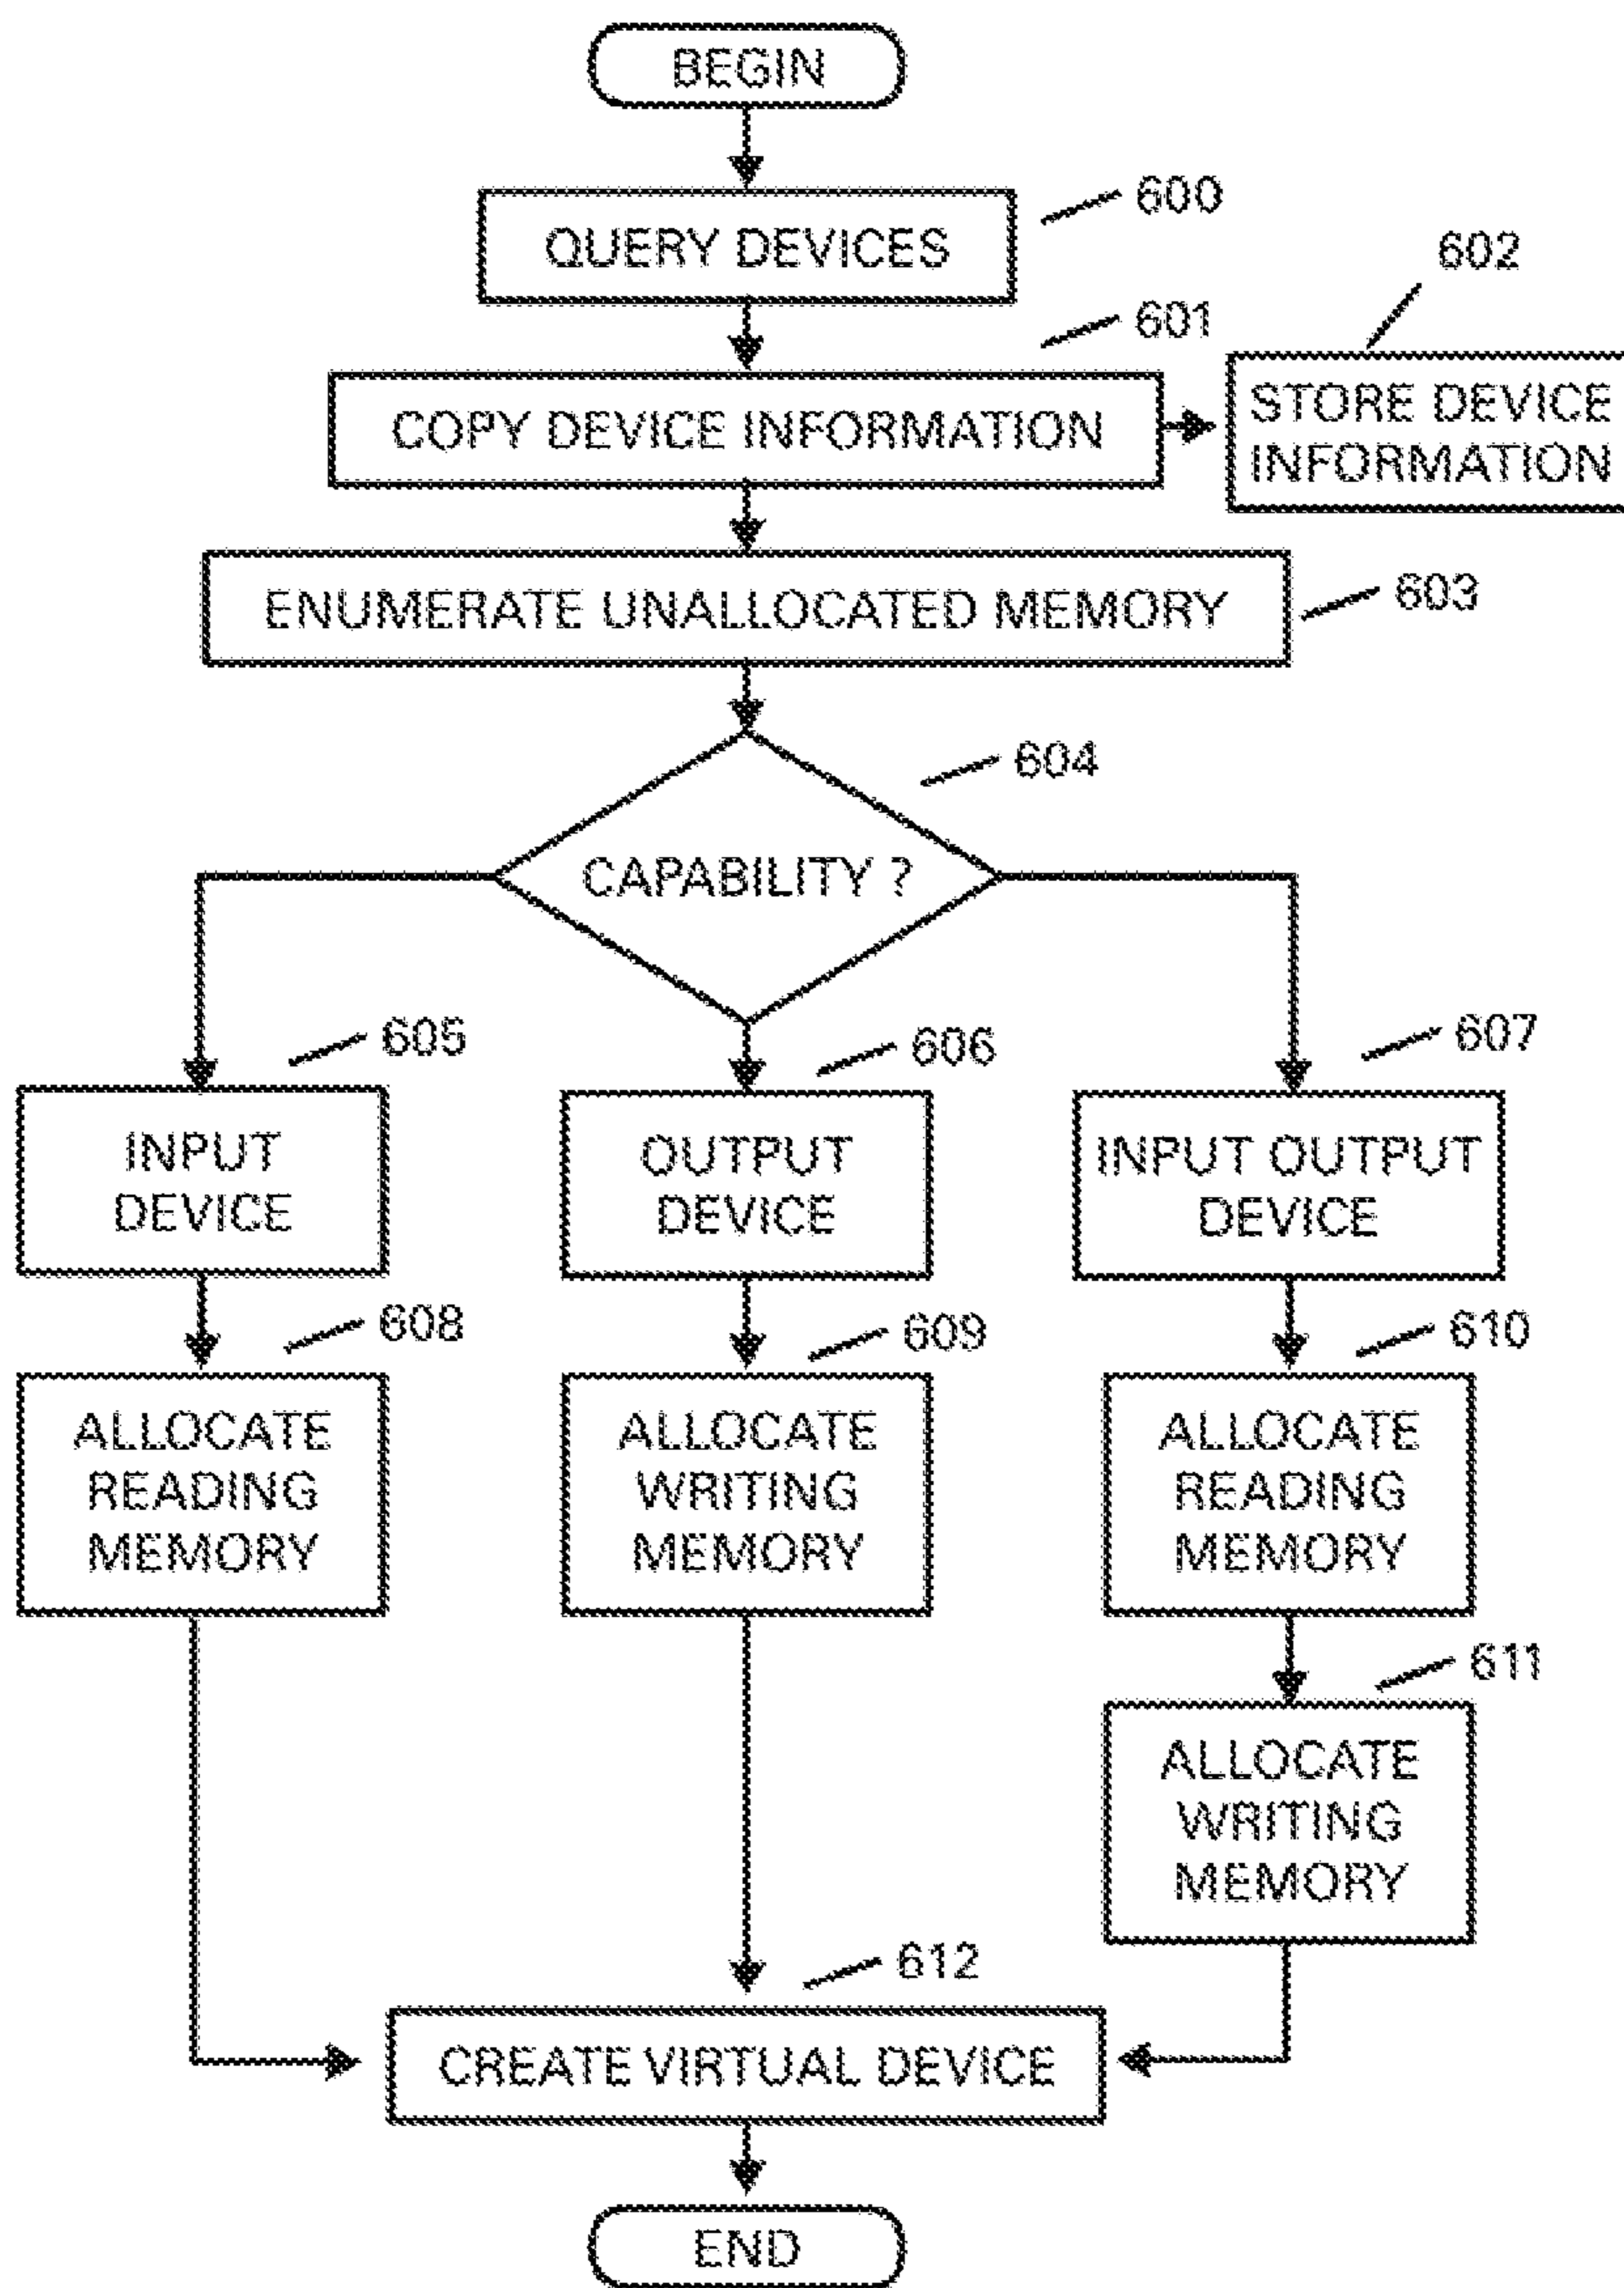 BEGIN
600
QUERY DEVICES
602
601
COPY DEVICE INFORMATION
STORE DEVICE
INFORMATION
ENUMERATE UNALLOCATED MEMORY
603
604
CAPABILITY ?
605
606
607
INPUT
DEVICE
OUTPUT
DEVICE
INPUT OUTPUT
DEVICE
608
609
610
ALLOCATE
READING
MEMORY
ALLOCATE
WRITING
MEMORY
ALLOCATE
READING
MEMORY
611
ALLOCATE
WRITING
MEMORY
612
CREATE VIRTUAL DEVICE
END